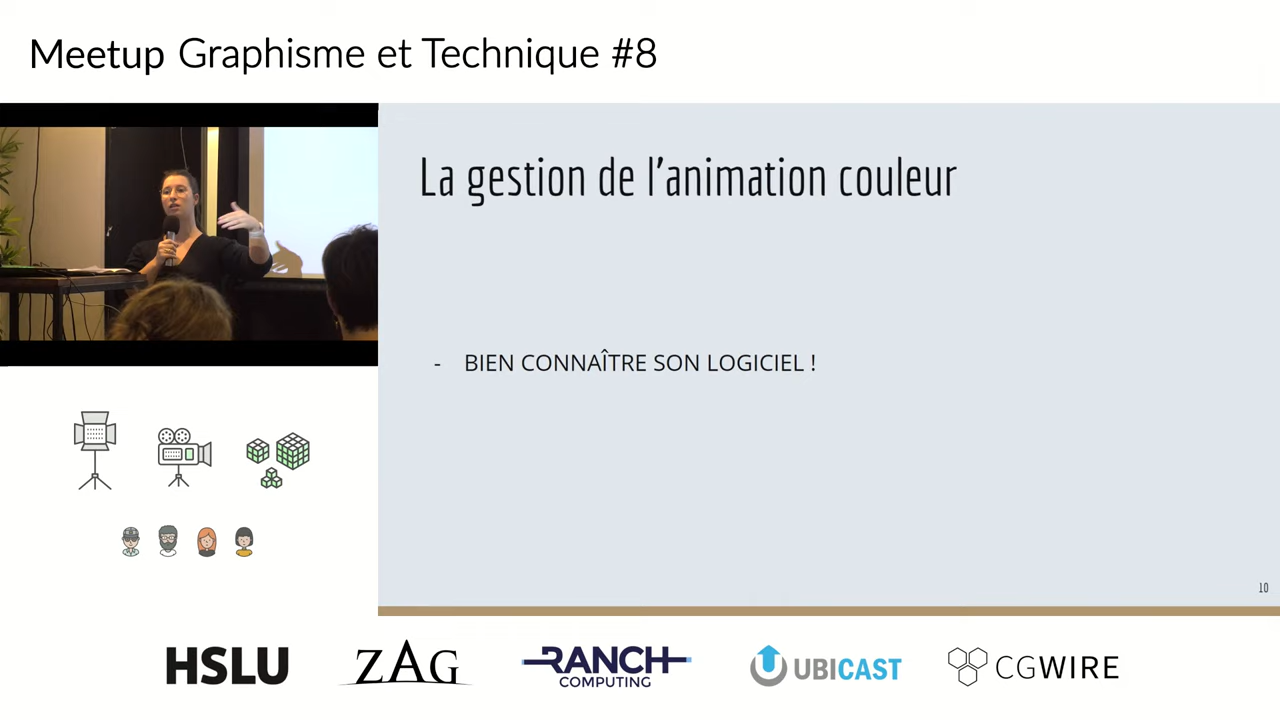 Meetup Graphisme et Technique #8
La gestion de l'animation couleur
- BIEN CONNAÎTRE SON LOGICIEL !
10
HSLU
ZAG
RANCH COMPUTING
UBICAST
CGWIRE